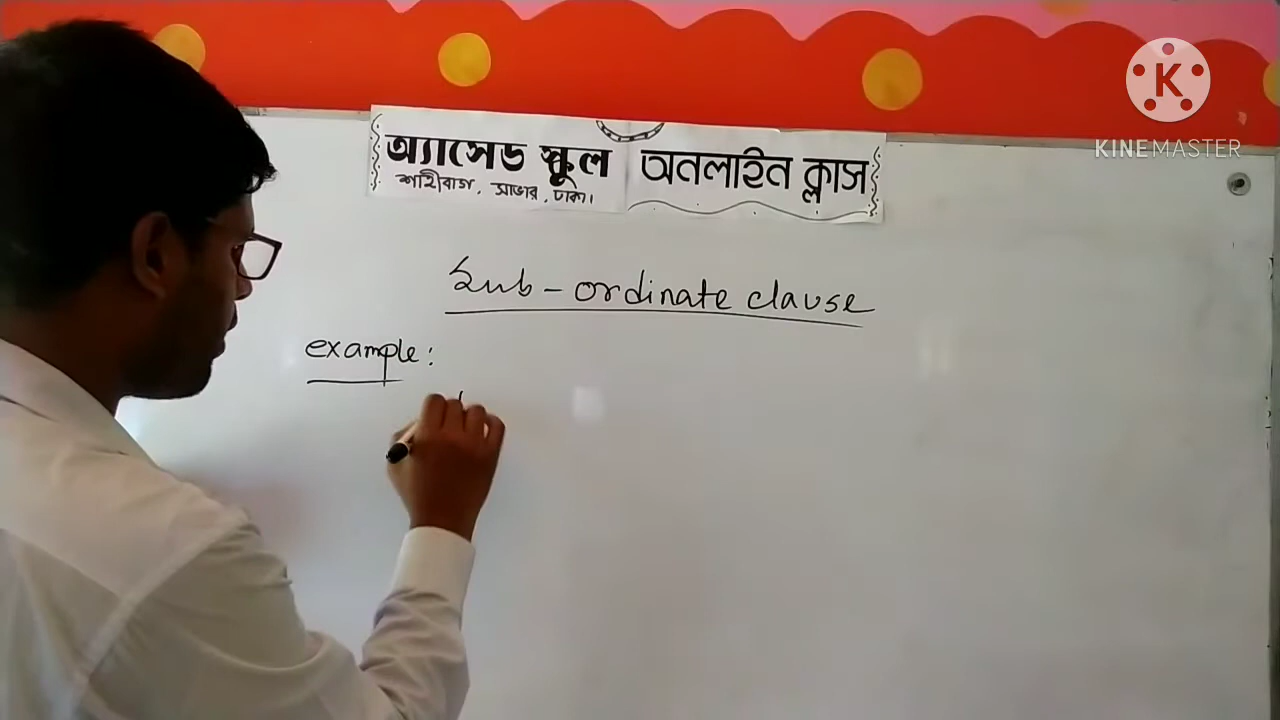 K
KINEMASTER
অ্যাসেড স্কুল অনলাইন ক্লাস
শাহীবাগ, সাভার, ঢাকা।
Sub-ordinate clause
example: